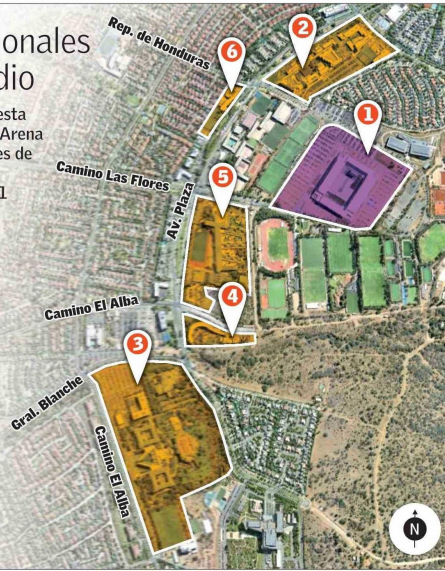 onales
dio
esta
Arena
es de
1
Rep. de Honduras
6
2
1
Camino Las Flores
Av. Plaza
5
Camino El Alba
4
3
Gral. Blanche
Camino El Alba
N